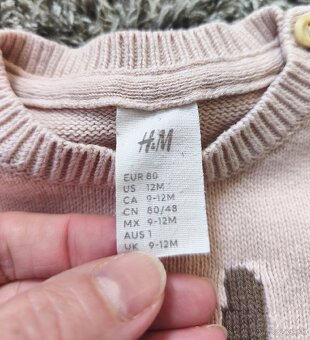 H&M
EUR 80
US 12M
CA 9-12M
CN 80/48
MX 9-12M
AUS 1
UK 9-12M